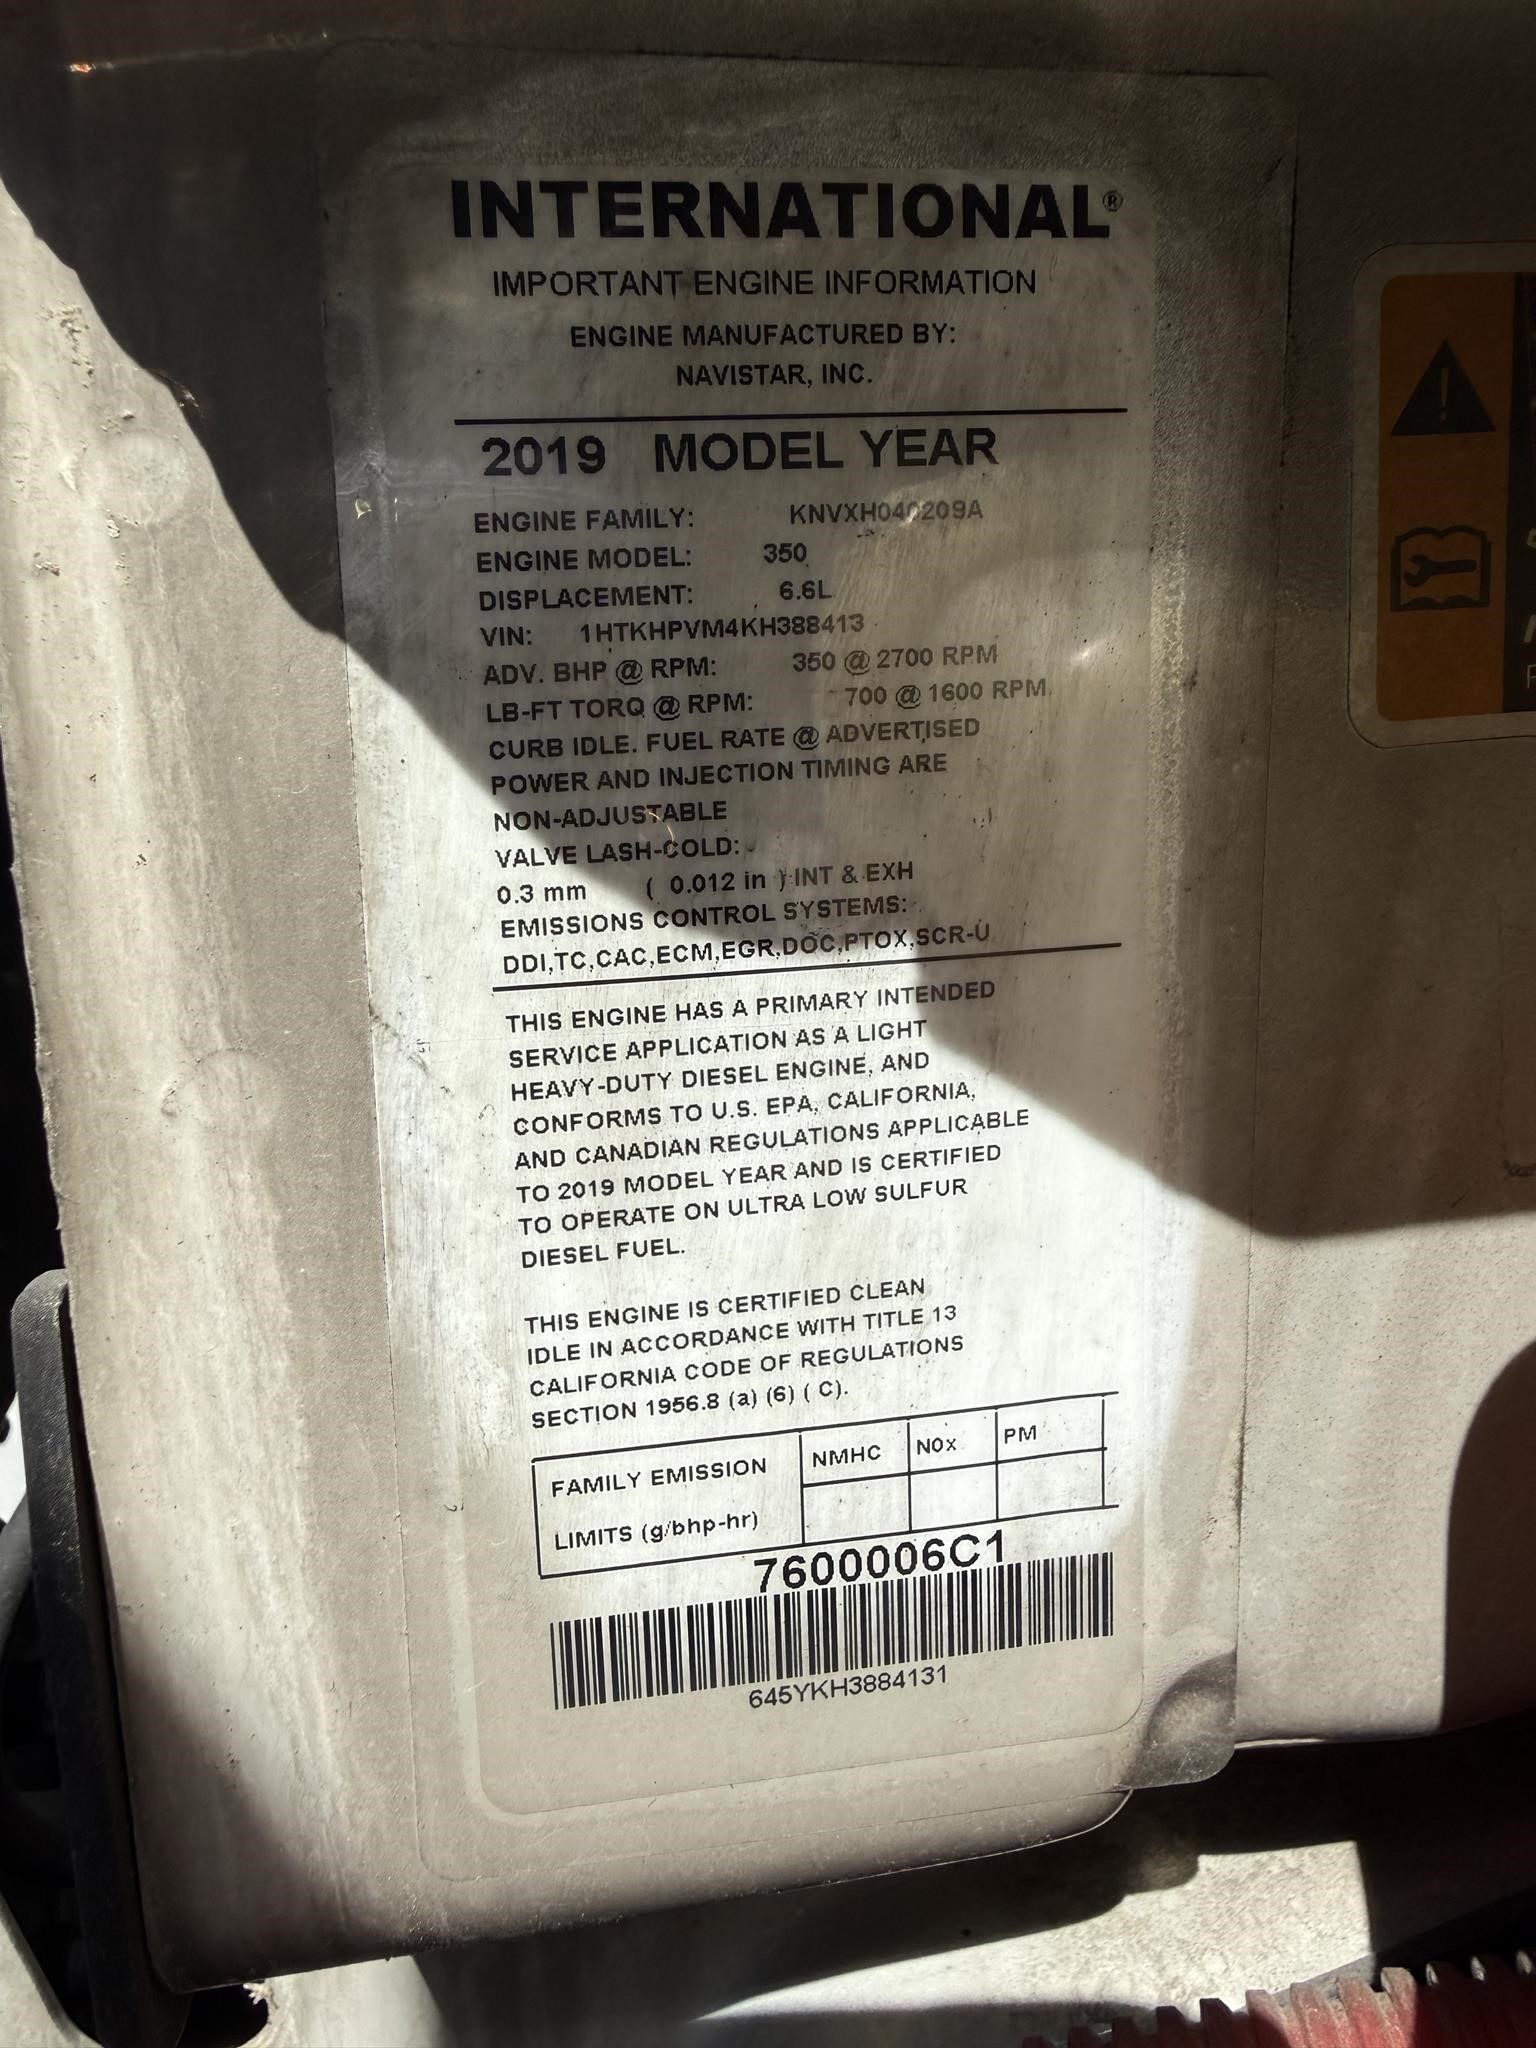 INTERNATIONAL®
IMPORTANT ENGINE INFORMATION
ENGINE MANUFACTURED BY:
NAVISTAR, INC.
2019 MODEL YEAR
ENGINE FAMILY: KNVXH040209A
ENGINE MODEL: 350
DISPLACEMENT: 6.6L
VIN: 1HTKHPVM4KH388413
ADV. BHP @ RPM: 350 @ 2700 RPM
LB-FT TORQ @ RPM: 700 @ 1600 RPM
CURB IDLE. FUEL RATE @ ADVERTISED
POWER AND INJECTION TIMING ARE
NON-ADJUSTABLE
VALVE LASH-COLD:
0.3 mm ( 0.012 in ) INT & EXH
EMISSIONS CONTROL SYSTEMS:
DDI,TC,CAC,ECM,EGR,DOC,PTOX,SCR-U
THIS ENGINE HAS A PRIMARY INTENDED
SERVICE APPLICATION AS A LIGHT
HEAVY-DUTY DIESEL ENGINE, AND
CONFORMS TO U.S. EPA, CALIFORNIA,
AND CANADIAN REGULATIONS APPLICABLE
TO 2019 MODEL YEAR AND IS CERTIFIED
TO OPERATE ON ULTRA LOW SULFUR
DIESEL FUEL.
THIS ENGINE IS CERTIFIED CLEAN
IDLE IN ACCORDANCE WITH TITLE 13
CALIFORNIA CODE OF REGULATIONS
SECTION 1956.8 (a) (6) ( C).
FAMILY EMISSION NMHC N0x PM
LIMITS (g/bhp-hr)
7600006C1
645YKH3884131